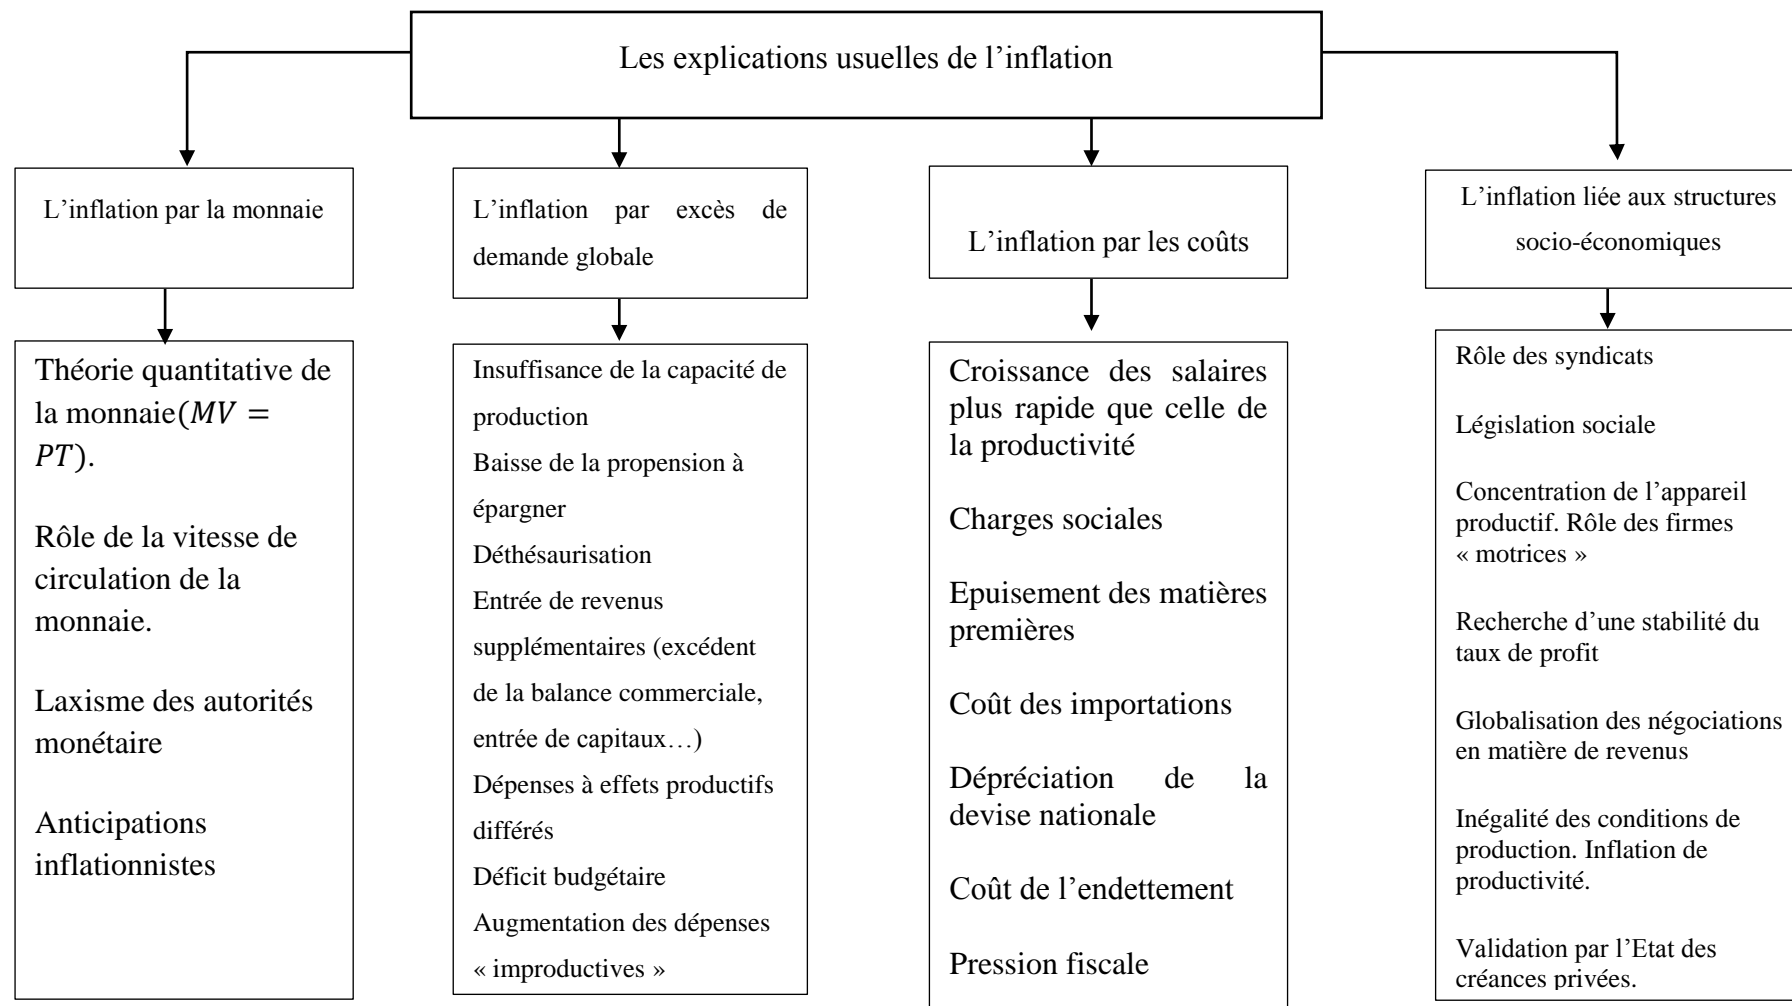 Les explications usuelles de l’inflation
L’inflation par la monnaie
Théorie quantitative de
la monnaie(MV =
PT).
Rôle de la vitesse de
circulation de la
monnaie.
Laxisme des autorités
monétaire
Anticipations
inflationnistes
L’inflation par excès de
demande globale
Insuffisance de la capacité de
production
Baisse de la propension à
épargner
Déthésaurisation
Entrée de revenus
supplémentaires (excédent
de la balance commerciale,
entrée de capitaux…)
Dépenses à effets productifs
différés
Déficit budgétaire
Augmentation des dépenses
« improductives »
L’inflation par les coûts
Croissance des salaires
plus rapide que celle de
la productivité
Charges sociales
Epuisement des matières
premières
Coût des importations
Dépréciation de la
devise nationale
Coût de l’endettement
Pression fiscale
L’inflation liée aux structures
socio-économiques
Rôle des syndicats
Législation sociale
Concentration de l’appareil
productif. Rôle des firmes
« motrices »
Recherche d’une stabilité du
taux de profit
Globalisation des négociations
en matière de revenus
Inégalité des conditions de
production. Inflation de
productivité.
Validation par l’Etat des
créances privées.